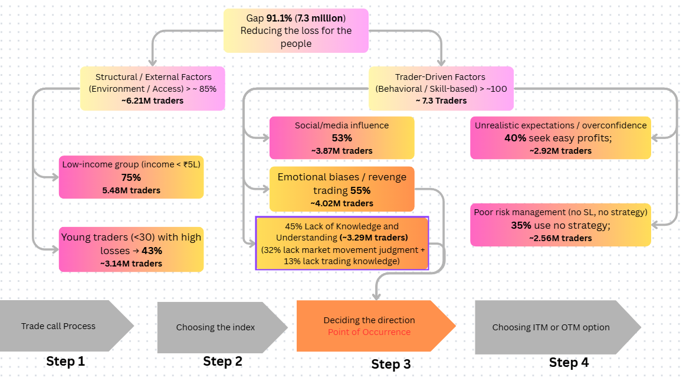 Gap 91.1% (7.3 million)
Reducing the loss for the
people
Structural / External Factors
(Environment / Access) > ~ 85%
~6.21M traders
Trader-Driven Factors
(Behavioral / Skill-based) > ~100
~ 7.3 Traders
Social/media influence
53%
~3.87M traders
Unrealistic expectations / overconfidence
40% seek easy profits;
~2.92M traders
Low-income group (income < ₹5L)
75%
5.48M traders
Emotional biases / revenge
trading 55%
~4.02M traders
Poor risk management (no SL, no strategy)
35% use no strategy;
~2.56M traders
Young traders (<30) with high
losses → 43%
~3.14M traders
45% Lack of Knowledge and
Understanding (~3.29M traders)
(32% lack market movement judgment +
13% lack trading knowledge)
Trade call Process
Choosing the index
Deciding the direction
Point of Occurrence
Choosing ITM or OTM option
Step 1
Step 2
Step 3
Step 4